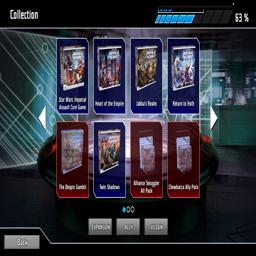 Collection
63 %
Star Wars: Imperial
Assault Core Game
Heart of the Empire
Jabba's Realm
Return to Hoth
The Bespin Gambit
Twin Shadows
Alliance Smuggler
Ally Pack
Chewbacca Ally Pack
EXPANSION
ALLY
VILLAIN
Back